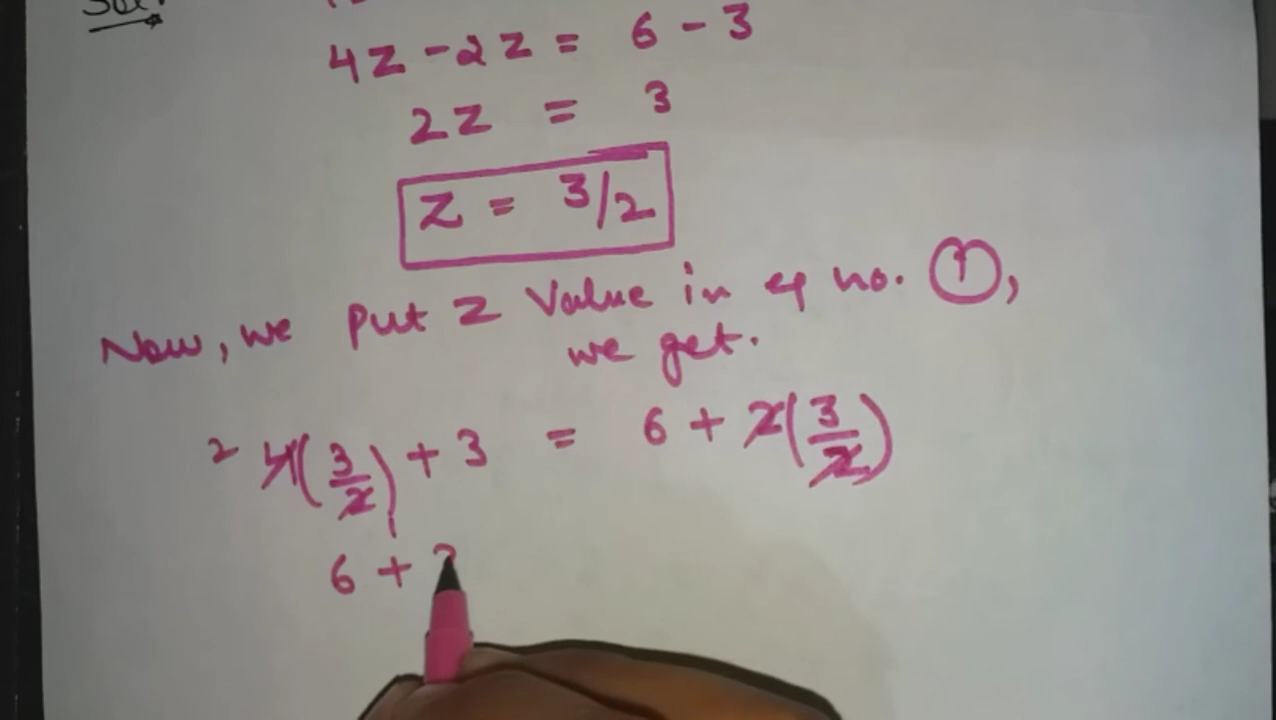 4z - 2z = 6 - 3
2z = 3
z = 3/2
Now, we Put z Value in eq no. ①,
we get.
2 4(3/2) + 3 = 6 + 2(3/2)
6 +